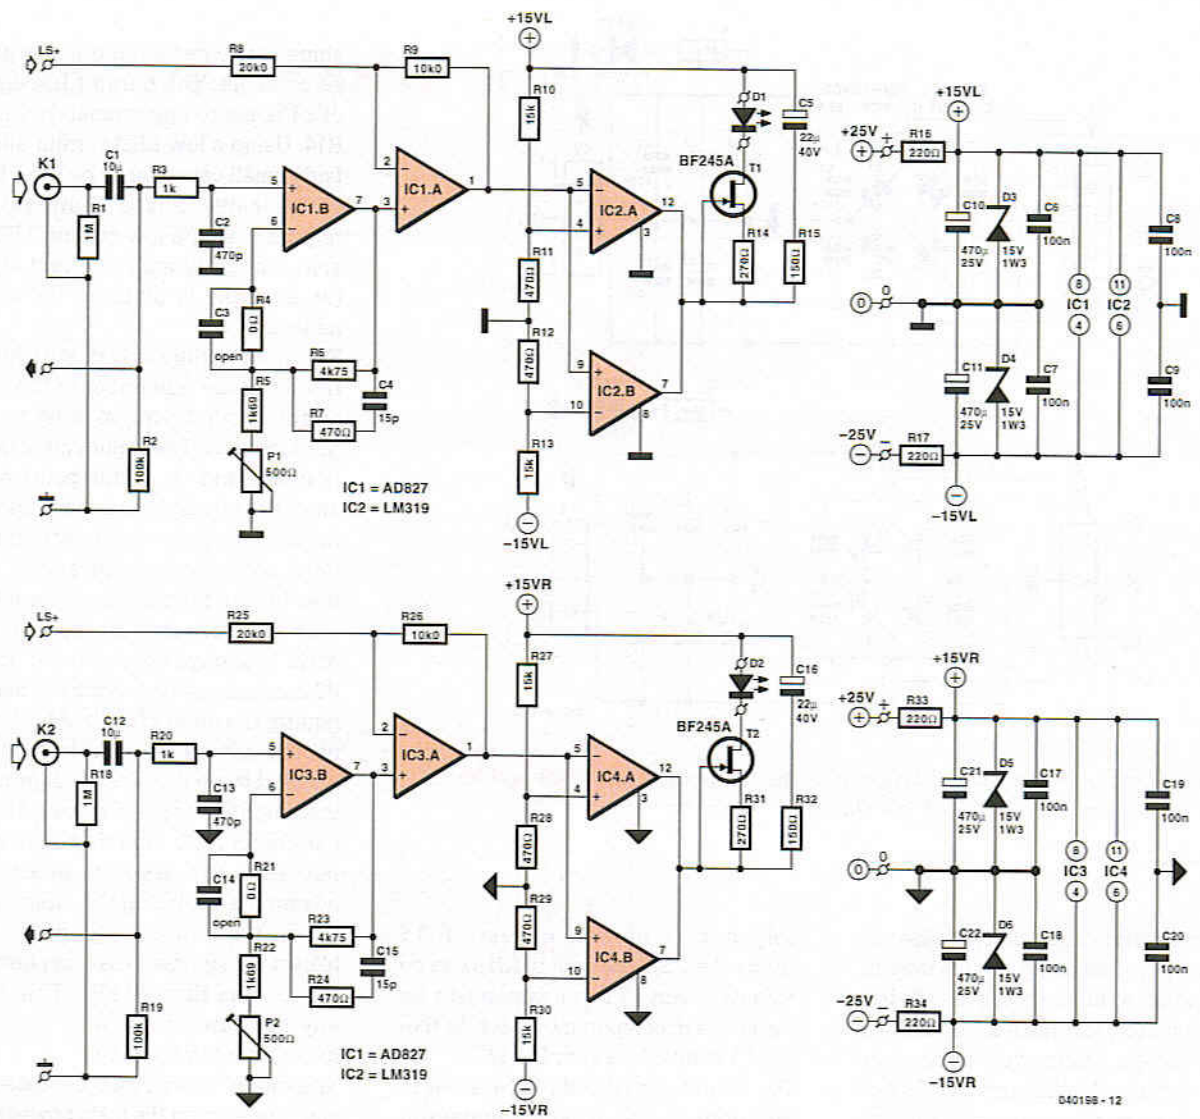 +15VL
LS+
R8
20k0
R9
10k0
R10
15k
D1
C5
22µ
40V
BF245A
T1
K1
C1
10µ
R3
1k
R1
1M
C2
470p
5
+
6
−
IC1.B
7
2
−
3
+
IC1.A
1
5
−
4
+
IC2.A
12
3
R14
270Ω
R15
150Ω
R11
470Ω
R12
470Ω
C3
open
R4
0Ω
R5
1k69
R6
4k75
R7
470Ω
C4
15p
9
+
10
−
IC2.B
7
8
R2
100k
P1
500Ω
R13
15k
IC1 = AD827
IC2 = LM319
−15VL
+15VL
+25V
+
R16
220Ω
C10
470µ
25V
D3
15V
1W3
C6
100n
C8
100n
0
0
8
IC1
4
11
IC2
6
C11
470µ
25V
D4
15V
1W3
C7
100n
C9
100n
−25V
−
R17
220Ω
−15VL
+15VR
LS+
R25
20k0
R26
10k0
R27
15k
D2
C16
22µ
40V
BF245A
T2
K2
C12
10µ
R20
1k
R18
1M
C13
470p
5
+
6
−
IC3.B
7
2
−
3
+
IC3.A
1
5
−
4
+
IC4.A
12
3
R31
270Ω
R32
150Ω
R28
470Ω
R29
470Ω
C14
open
R21
0Ω
R22
1k69
R23
4k75
R24
470Ω
C15
15p
9
+
10
−
IC4.B
7
8
R19
100k
P2
500Ω
R30
15k
IC1 = AD827
IC2 = LM319
−15VR
+15VR
+25V
+
R33
220Ω
C21
470µ
25V
D5
15V
1W3
C17
100n
C19
100n
0
0
8
IC3
4
11
IC4
6
C22
470µ
25V
D6
15V
1W3
C18
100n
C20
100n
−25V
−
R34
220Ω
−15VR
040198 - 12